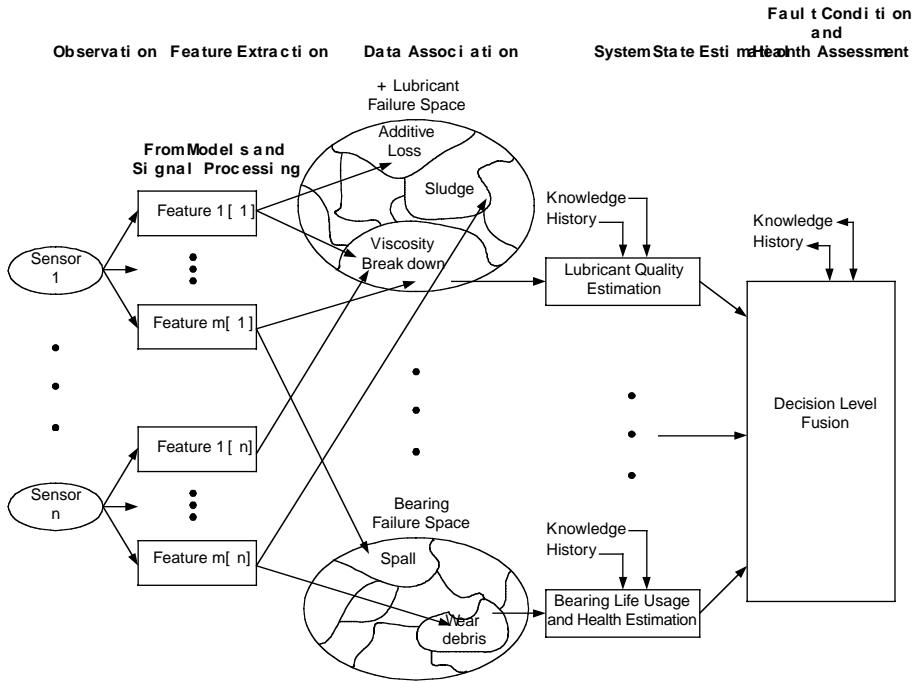 Fault Condition
and
Observation Feature Extraction Data Association System State Estimation Health Assessment
+ Lubricant
Failure Space
From Models and
Signal Processing
Additive
Loss
Sludge
Feature 1[ 1]
Viscosity
Break down
Sensor
1
Feature m[ 1]
Knowledge
History
Lubricant Quality
Estimation
Knowledge
History
Decision Level
Fusion
Feature 1[ n]
Sensor
n
Feature m[ n]
Bearing
Failure Space
Spall
Wear
debris
Knowledge
History
Bearing Life Usage
and Health Estimation